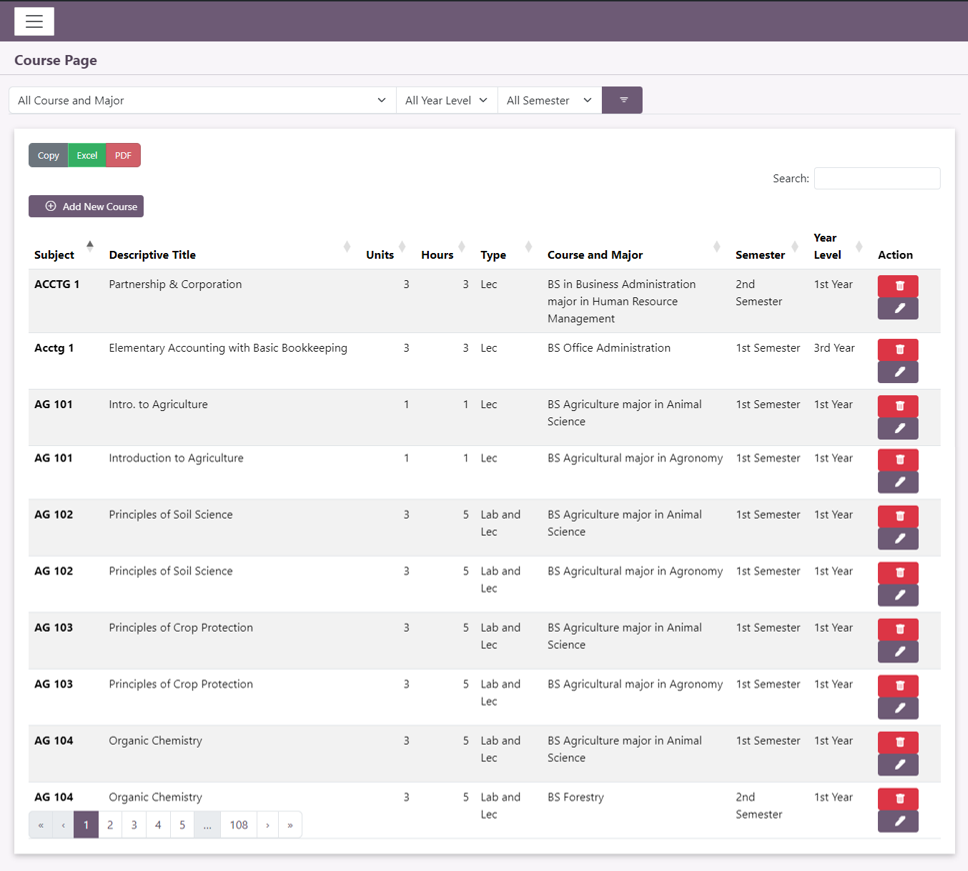 Course Page
All Course and Major All Year Level All Semester
Copy Excel PDF
Search:
Add New Course
Subject Descriptive Title Units Hours Type Course and Major Semester Year Level Action
ACCTG 1 Partnership & Corporation 3 3 Lec BS in Business Administration 2nd 1st Year
major in Human Resource Semester
Management
Acctg 1 Elementary Accounting with Basic Bookkeeping 3 3 Lec BS Office Administration 1st Semester 3rd Year
AG 101 Intro. to Agriculture 1 1 Lec BS Agriculture major in Animal 1st Semester 1st Year
Science
AG 101 Introduction to Agriculture 1 1 Lec BS Agricultural major in Agronomy 1st Semester 1st Year
AG 102 Principles of Soil Science 3 5 Lab and BS Agriculture major in Animal 1st Semester 1st Year
Lec Science
AG 102 Principles of Soil Science 3 5 Lab and BS Agricultural major in Agronomy 1st Semester 1st Year
Lec
AG 103 Principles of Crop Protection 3 5 Lab and BS Agriculture major in Animal 1st Semester 1st Year
Lec Science
AG 103 Principles of Crop Protection 3 5 Lab and BS Agricultural major in Agronomy 1st Semester 1st Year
Lec
AG 104 Organic Chemistry 3 5 Lab and BS Agriculture major in Animal 1st Semester 1st Year
Lec Science
AG 104 Organic Chemistry 3 5 Lab and BS Forestry 2nd 1st Year
Lec Semester
« ‹ 1 2 3 4 5 ... 108 › »